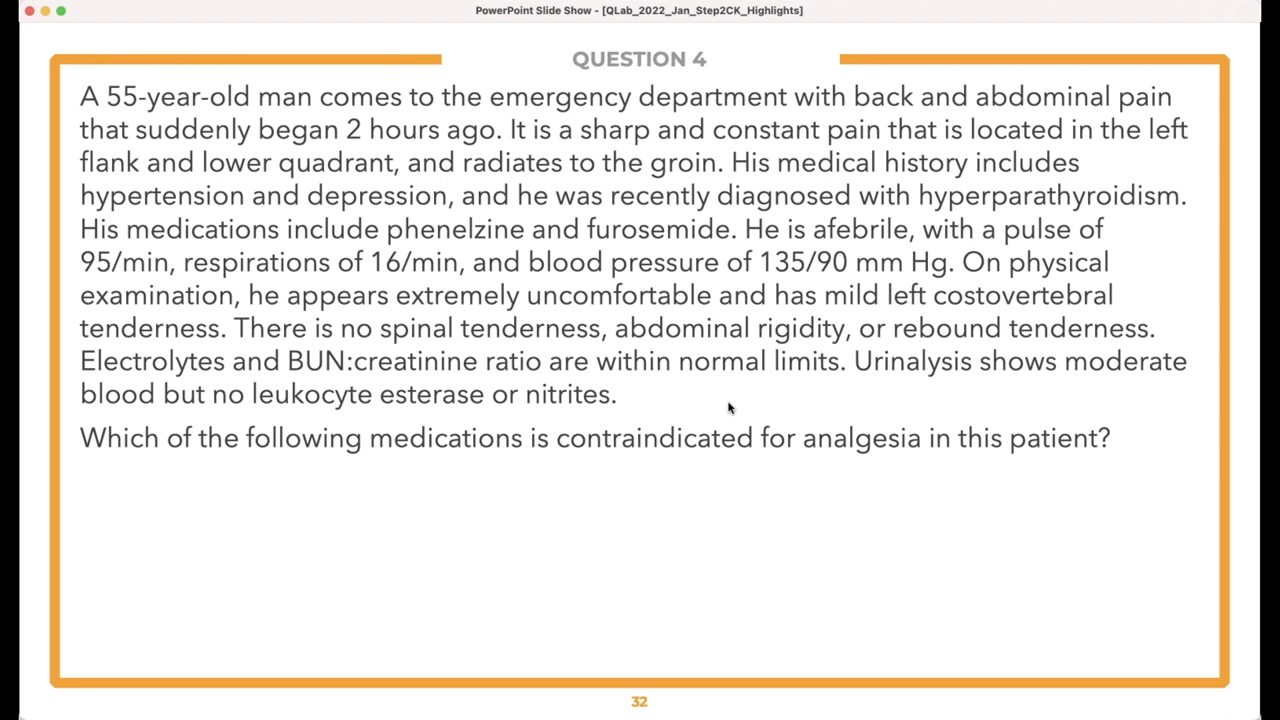 PowerPoint Slide Show - [QLab_2022_Jan_Step2CK_Highlights]
QUESTION 4
A 55-year-old man comes to the emergency department with back and abdominal pain
that suddenly began 2 hours ago. It is a sharp and constant pain that is located in the left
flank and lower quadrant, and radiates to the groin. His medical history includes
hypertension and depression, and he was recently diagnosed with hyperparathyroidism.
His medications include phenelzine and furosemide. He is afebrile, with a pulse of
95/min, respirations of 16/min, and blood pressure of 135/90 mm Hg. On physical
examination, he appears extremely uncomfortable and has mild left costovertebral
tenderness. There is no spinal tenderness, abdominal rigidity, or rebound tenderness.
Electrolytes and BUN:creatinine ratio are within normal limits. Urinalysis shows moderate
blood but no leukocyte esterase or nitrites.
Which of the following medications is contraindicated for analgesia in this patient?
32